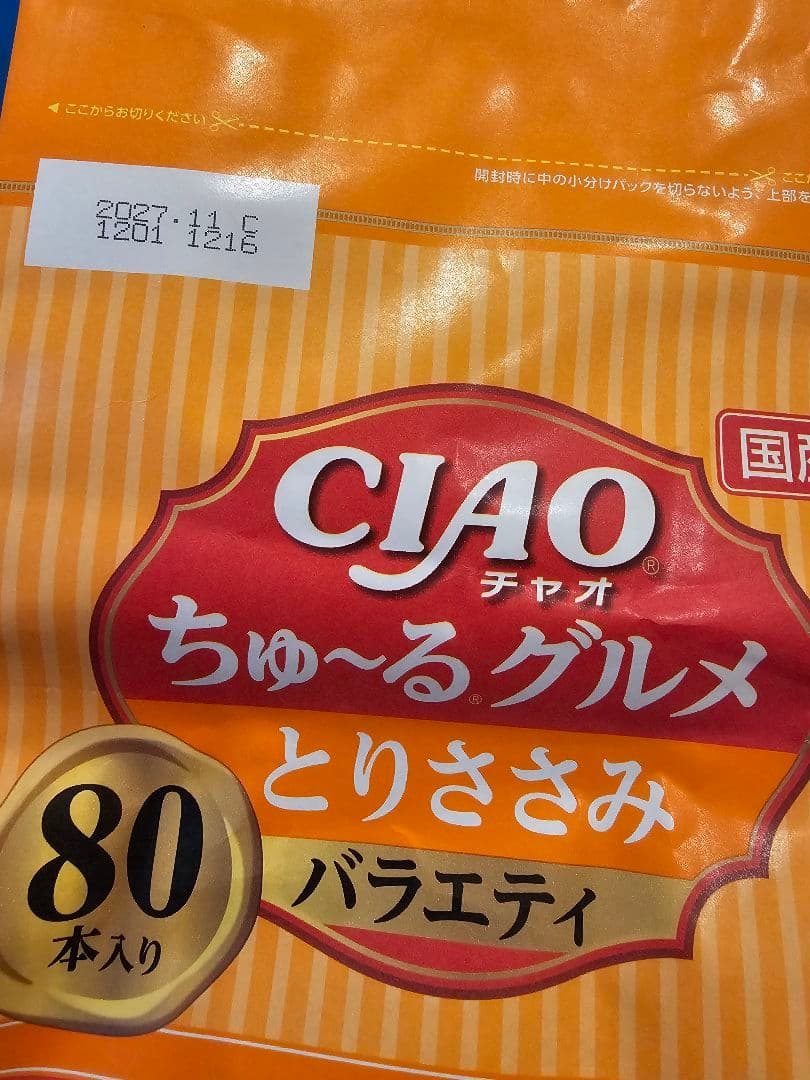 ◀ ここからお切りください
ここ
開封時に中の小分けパックを切らないよう、上部を
2027.11 C
1201 1216
国産
CIAO®
チャオ
ちゅ~る®グルメ
とりささみ
バラエティ
80
本入り